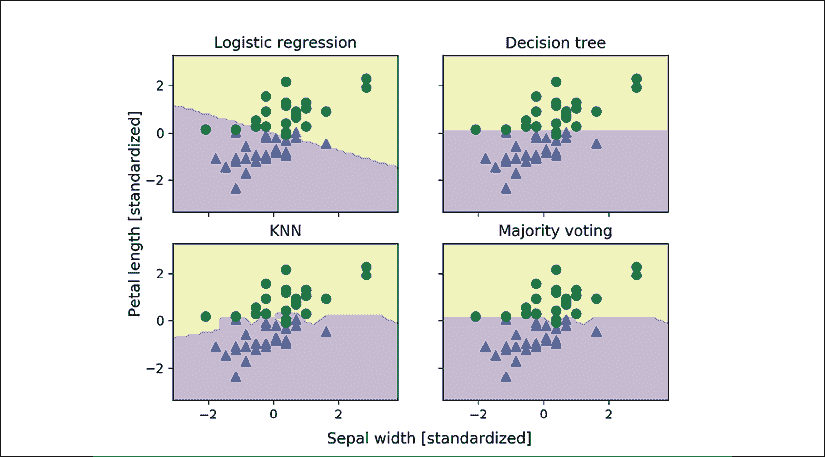 Logistic regression
Decision tree
2
0
−2
KNN
Majority voting
2
0
−2
−2
0
2
−2
0
2
Petal length [standardized]
Sepal width [standardized]